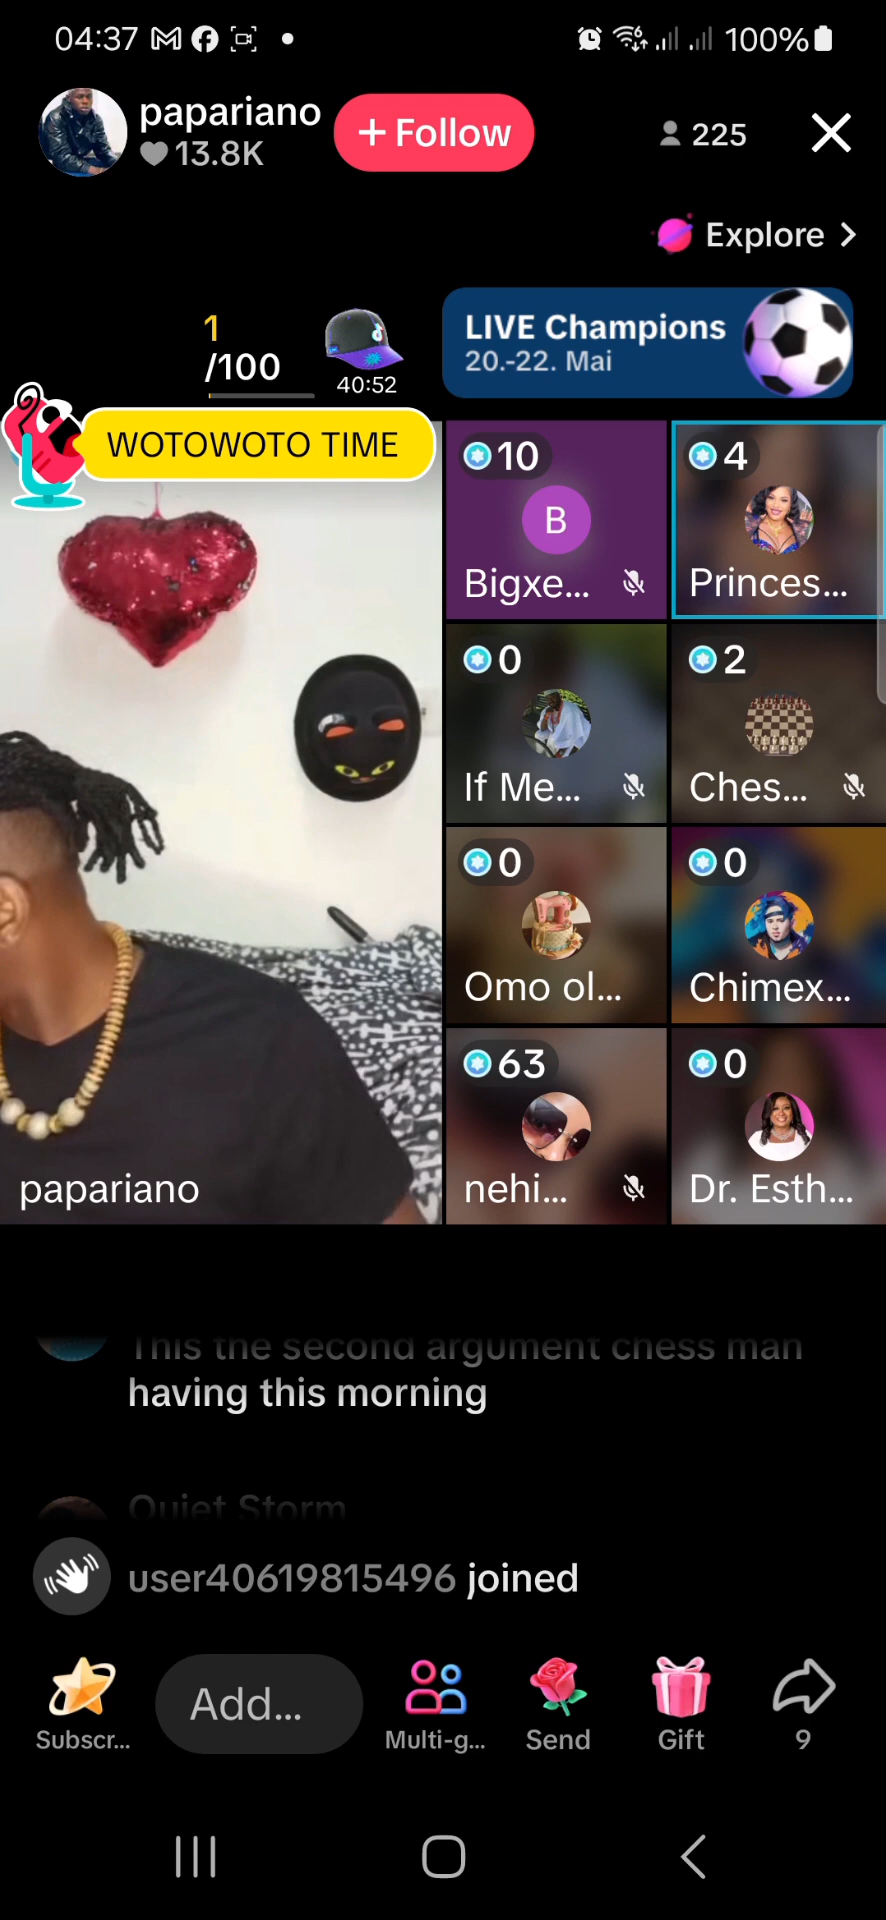 04:37
100%
papariano
13.8K
+ Follow
225
Explore
1
/100
40:52
LIVE Champions
20.-22. Mai
WOTOWOTO TIME
10
B
Bigxe...
4
Princes...
0
If Me...
2
Ches...
0
Omo ol...
0
Chimex...
63
nehi...
0
Dr. Esth...
papariano
This the second argument chess man
having this morning
Quiet Storm
user40619815496 joined
Subscr...
Add...
Multi-g...
Send
Gift
9